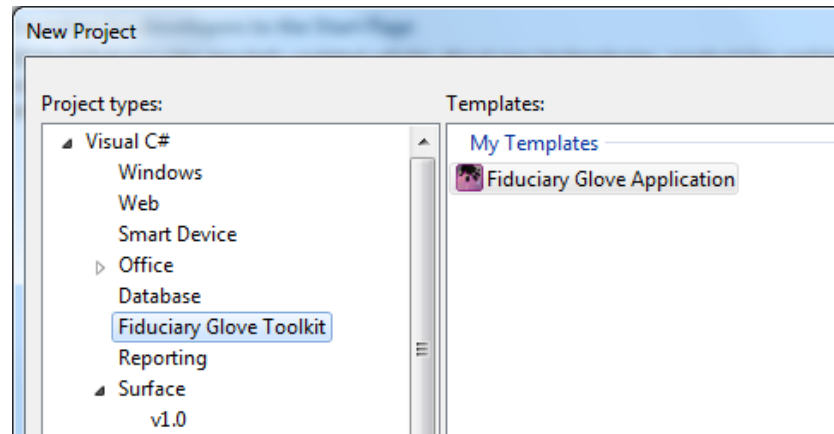 New Project
Project types:
Templates:
Visual C#
Windows
Web
Smart Device
Office
Database
Fiduciary Glove Toolkit
Reporting
Surface
v1.0
My Templates
Fiduciary Glove Application